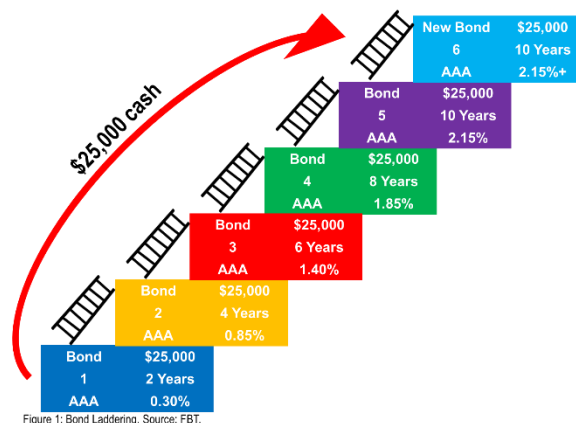 New Bond $25,000
6 10 Years
AAA 2.15%+
Bond $25,000
5 10 Years
AAA 2.15%
$25,000 cash
Bond $25,000
4 8 Years
AAA 1.85%
Bond $25,000
3 6 Years
AAA 1.40%
Bond $25,000
2 4 Years
AAA 0.85%
Bond $25,000
1 2 Years
AAA 0.30%
Figure 1: Bond Laddering. Source: FBT.